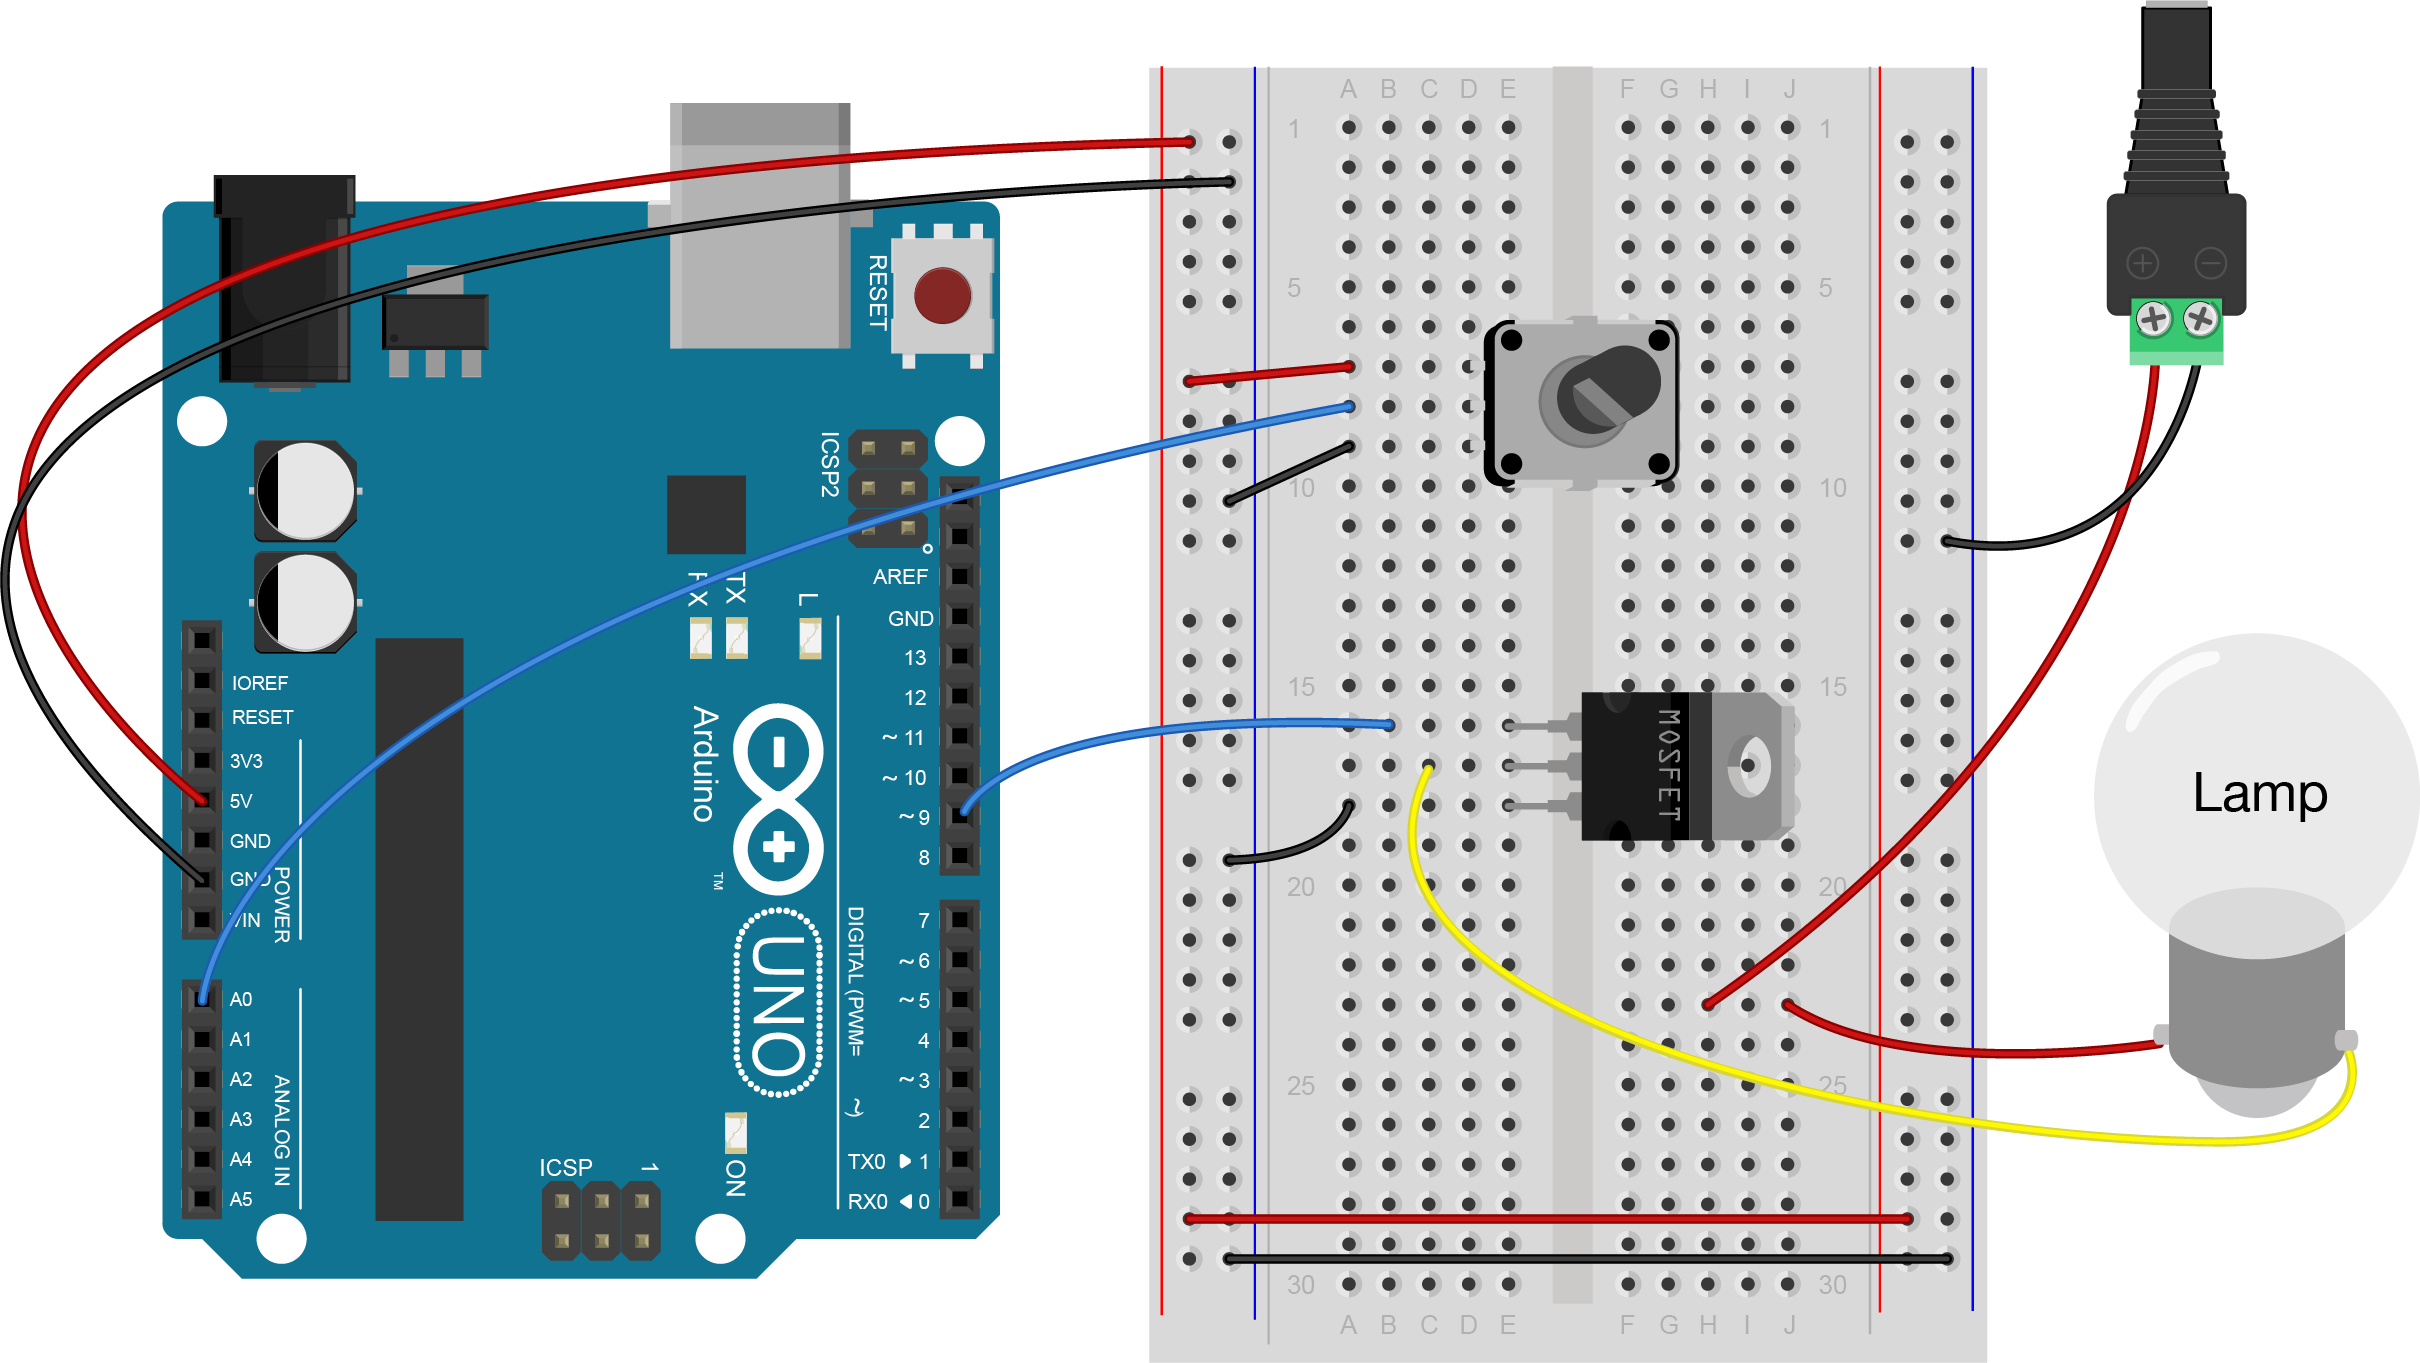 A B C D E F G H I J
1 1
5 5
10 10
15 15
20 20
25 25
30 30
A B C D E F G H I J
RESET
ICSP2
AREF
GND
13
12
~ 11
~ 10
~ 9
8
7
~ 6
~ 5
4
~ 3
2
TX0 ▶ 1
RX0 ◀ 0
DIGITAL (PWM= ~)
RX
TX
L
Arduino
TM
UNO
ON
ICSP
1
IOREF
RESET
3V3
5V
GND
GND
VIN
POWER
A0
A1
A2
A3
A4
A5
ANALOG IN
MOSFET
+ −
Lamp